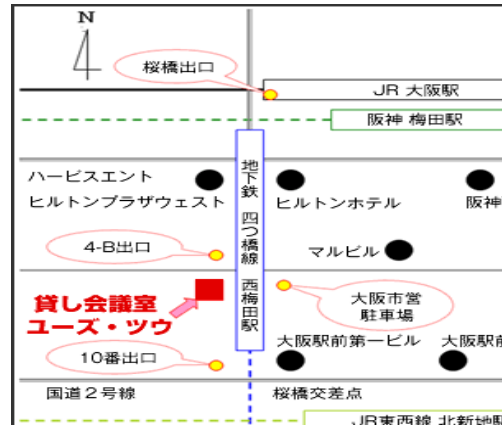 N
桜橋出口
JR 大阪駅
阪神 梅田駅
ハービスエント
ヒルトンプラザウェスト
地下鉄 四つ橋線 西梅田駅
ヒルトンホテル
阪神
4-B出口
マルビル
貸し会議室
ユーズ・ツウ
大阪市営
駐車場
10番出口
大阪駅前第一ビル
大阪駅前
国道2号線
桜橋交差点
JR東西線 北新地駅